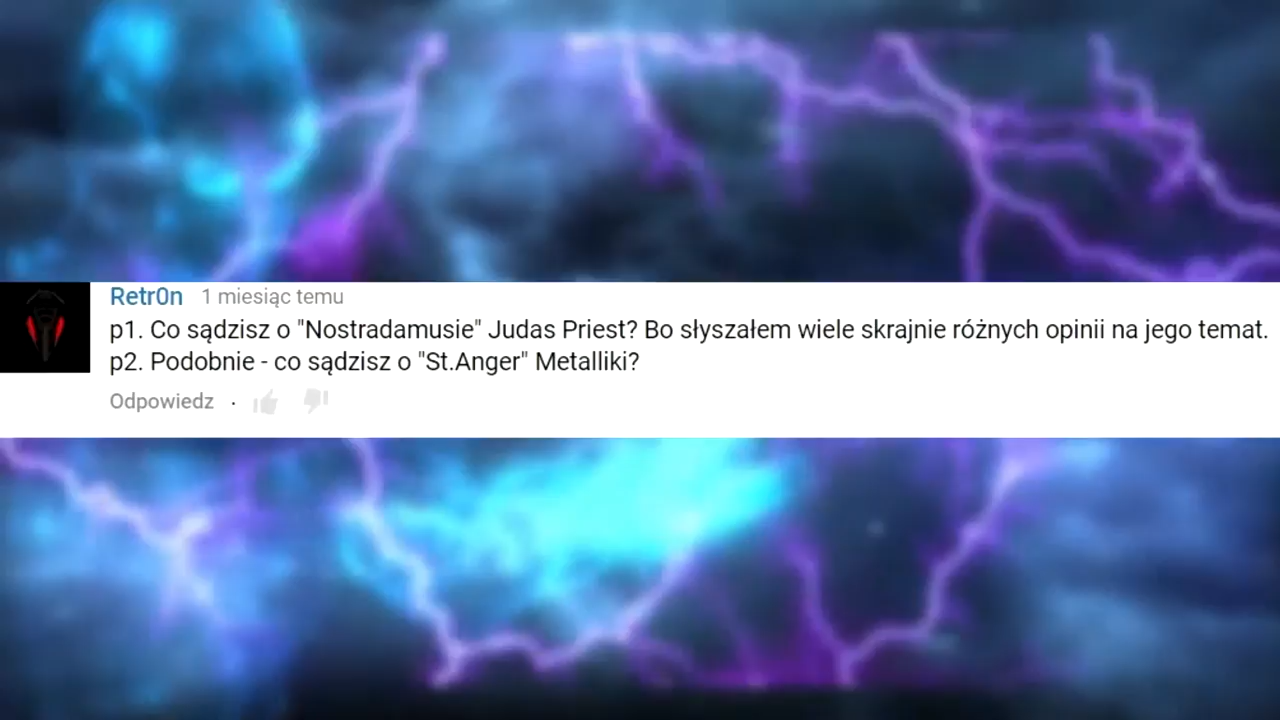 Retr0n 1 miesiąc temu
p1. Co sądzisz o "Nostradamusie" Judas Priest? Bo słyszałem wiele skrajnie różnych opinii na jego temat.
p2. Podobnie - co sądzisz o "St.Anger" Metalliki?
Odpowiedz ·